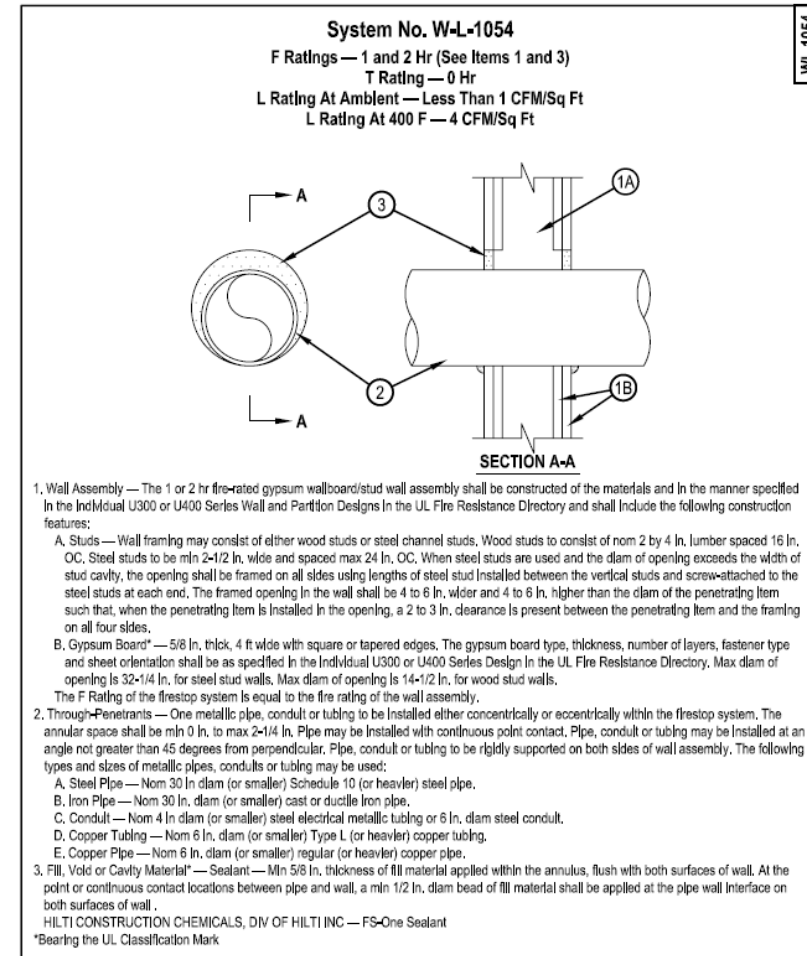 System No. W-L-1054
WL 1054
F Ratings — 1 and 2 Hr (See Items 1 and 3)
T Rating — 0 Hr
L Rating At Ambient — Less Than 1 CFM/Sq Ft
L Rating At 400 F — 4 CFM/Sq Ft
A
3
1A
2
1B
A
SECTION A-A
1. Wall Assembly — The 1 or 2 hr fire-rated gypsum wallboard/stud wall assembly shall be constructed of the materials and in the manner specified
in the individual U300 or U400 Series Wall and Partition Designs in the UL Fire Resistance Directory and shall include the following construction
features:
A. Studs — Wall framing may consist of either wood studs or steel channel studs. Wood studs to consist of nom 2 by 4 in. lumber spaced 16 in.
OC. Steel studs to be min 2-1/2 in. wide and spaced max 24 in. OC. When steel studs are used and the diam of opening exceeds the width of
stud cavity, the opening shall be framed on all sides using lengths of steel stud installed between the vertical studs and screw-attached to the
steel studs at each end. The framed opening in the wall shall be 4 to 6 in. wider and 4 to 6 in. higher than the diam of the penetrating item
such that, when the penetrating item is installed in the opening, a 2 to 3 in. clearance is present between the penetrating item and the framing
on all four sides.
B. Gypsum Board* — 5/8 in. thick, 4 ft wide with square or tapered edges. The gypsum board type, thickness, number of layers, fastener type
and sheet orientation shall be as specified in the individual U300 or U400 Series Design in the UL Fire Resistance Directory. Max diam of
opening is 32-1/4 in. for steel stud walls. Max diam of opening is 14-1/2 in. for wood stud walls.
The F Rating of the firestop system is equal to the fire rating of the wall assembly.
2. Through-Penetrants — One metallic pipe, conduit or tubing to be installed either concentrically or eccentrically within the firestop system. The
annular space shall be min 0 in. to max 2-1/4 in. Pipe may be installed with continuous point contact. Pipe, conduit or tubing may be installed at an
angle not greater than 45 degrees from perpendicular. Pipe, conduit or tubing to be rigidly supported on both sides of wall assembly. The following
types and sizes of metallic pipes, conduits or tubing may be used:
A. Steel Pipe — Nom 30 in diam (or smaller) Schedule 10 (or heavier) steel pipe.
B. Iron Pipe — Nom 30 in. diam (or smaller) cast or ductile iron pipe.
C. Conduit — Nom 4 in diam (or smaller) steel electrical metallic tubing or 6 in. diam steel conduit.
D. Copper Tubing — Nom 6 in. diam (or smaller) Type L (or heavier) copper tubing.
E. Copper Pipe — Nom 6 in. diam (or smaller) regular (or heavier) copper pipe.
3. Fill, Void or Cavity Material* — Sealant — Min 5/8 in. thickness of fill material applied within the annulus, flush with both surfaces of wall. At the
point or continuous contact locations between pipe and wall, a min 1/2 in. diam bead of fill material shall be applied at the pipe wall interface on
both surfaces of wall .
HILTI CONSTRUCTION CHEMICALS, DIV OF HILTI INC — FS-One Sealant
*Bearing the UL Classification Mark